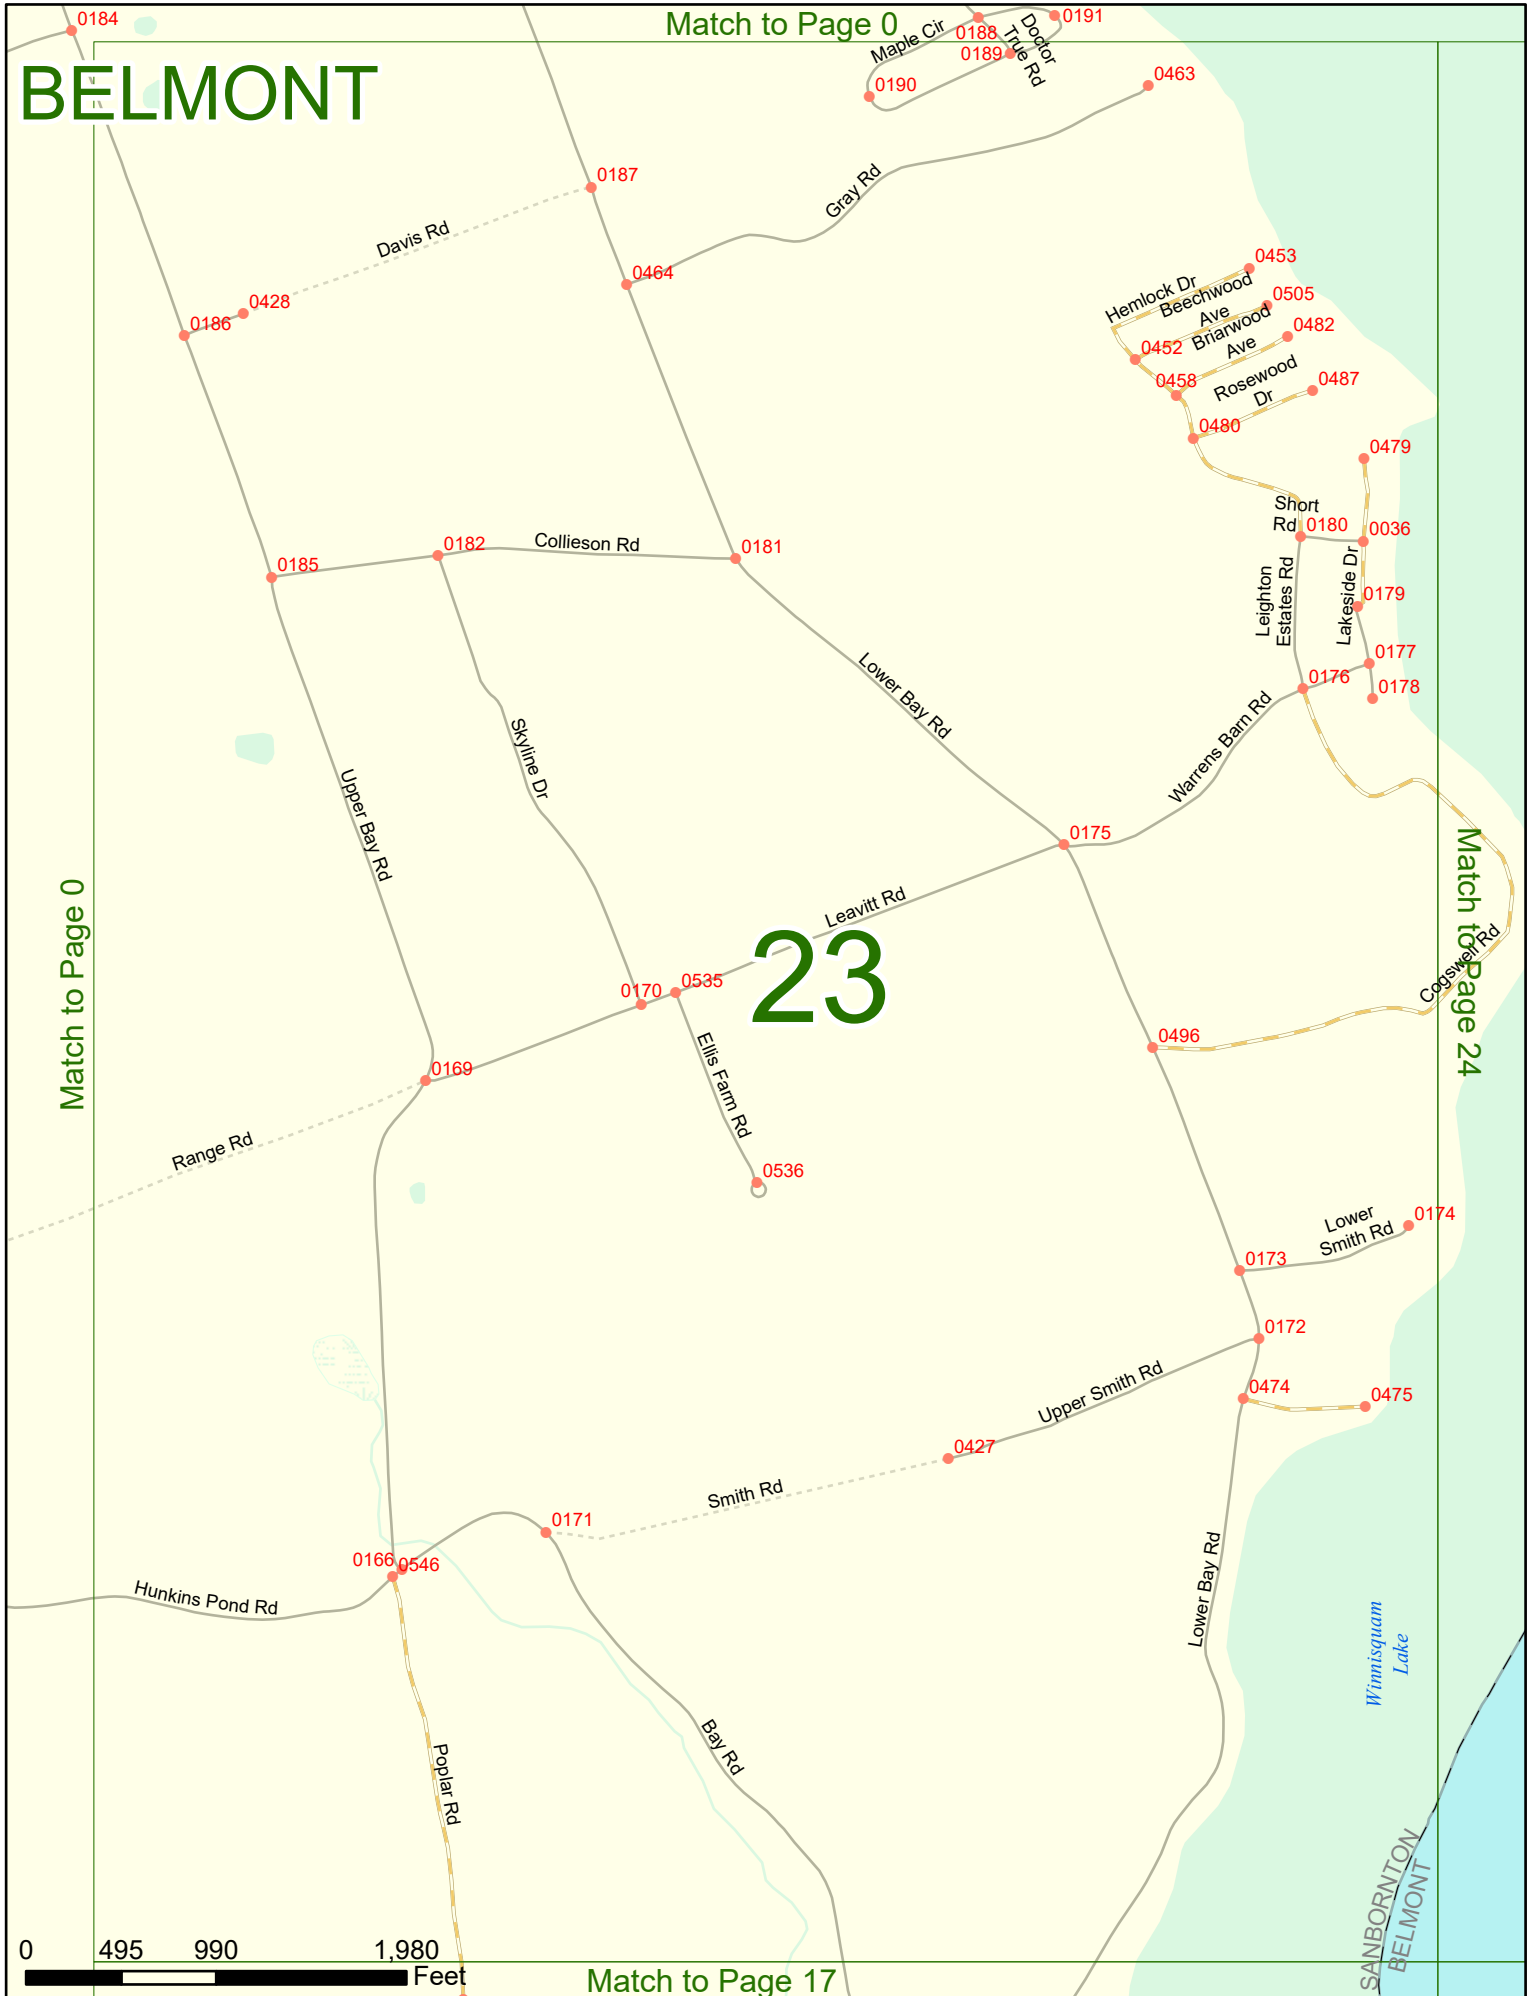 0184
Match to Page 0
0191
0188
Maple Cir
Doctor
True Rd
0189
BELMONT
0190
0463
0187
Gray Rd
Davis Rd
0464
0453
Hemlock Dr
Beechwood
Ave
0505
0428
0186
Briarwood
Ave
0482
0452
0458
Rosewood
Dr
0487
0480
0479
Short
Rd
0180
0036
0182
Collieson Rd
0181
0185
Leighton
Estates Rd
Lakeside Dr
0179
0177
0176
0178
Lower Bay Rd
Warrens Barn Rd
Skyline Dr
Upper Bay Rd
0175
Match to Page 24
Match to Page 0
Leavitt Rd
23
Cogswell Rd
0170
0535
0496
Ellis Farm Rd
0169
Range Rd
0536
Lower
Smith Rd
0174
0173
0172
Upper Smith Rd
0474
0475
0427
Smith Rd
0171
0166
0546
Lower Bay Rd
Hunkins Pond Rd
Winnisquam
Lake
Bay Rd
Poplar Rd
SANBORNTON
BELMONT
0 495 990 1,980
Feet
Match to Page 17